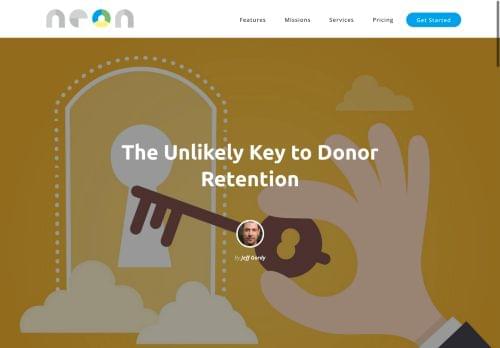 neon
Features Missions Services Pricing Get Started
The Unlikely Key to Donor
Retention
By Jeff Gordy